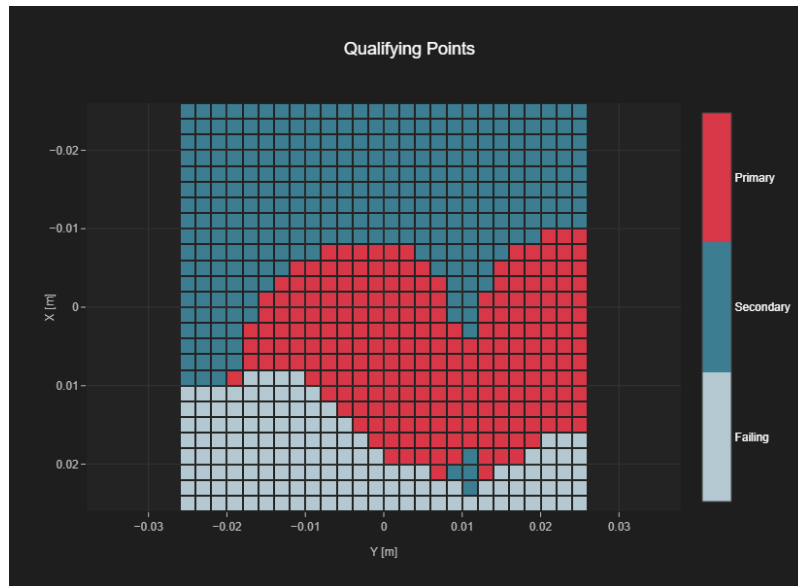 Qualifying Points
−0.02
−0.01
0
0.01
0.02
X [m]
−0.03
−0.02
−0.01
0
0.01
0.02
0.03
Y [m]
Primary
Secondary
Failing